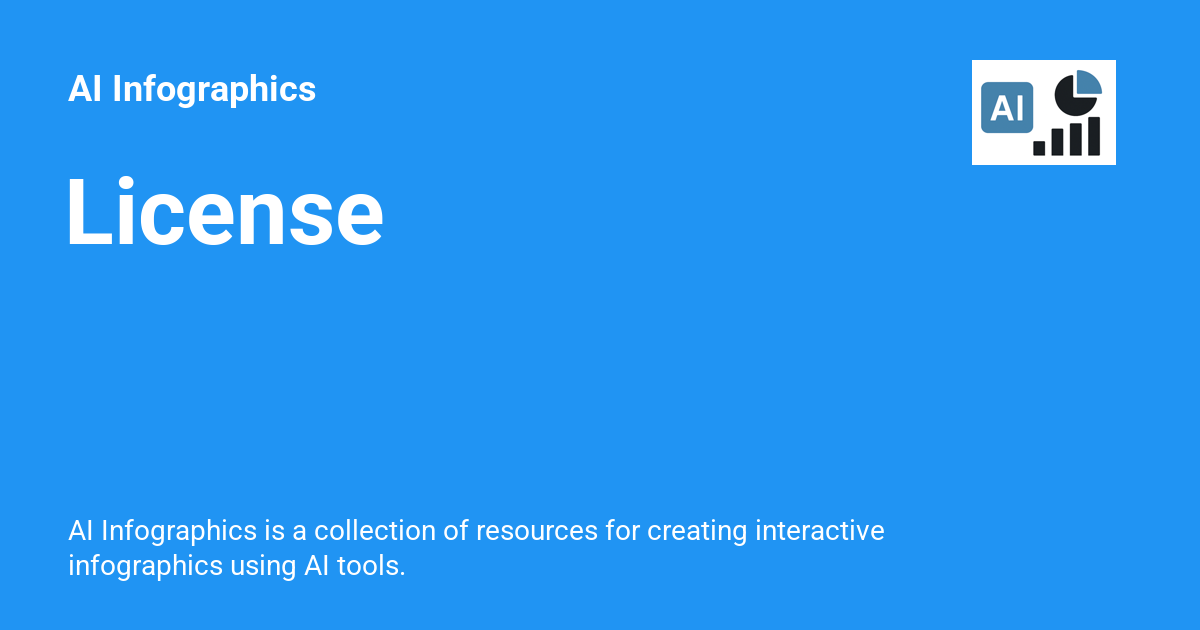 AI Infographics
AI
License
AI Infographics is a collection of resources for creating interactive
infographics using AI tools.